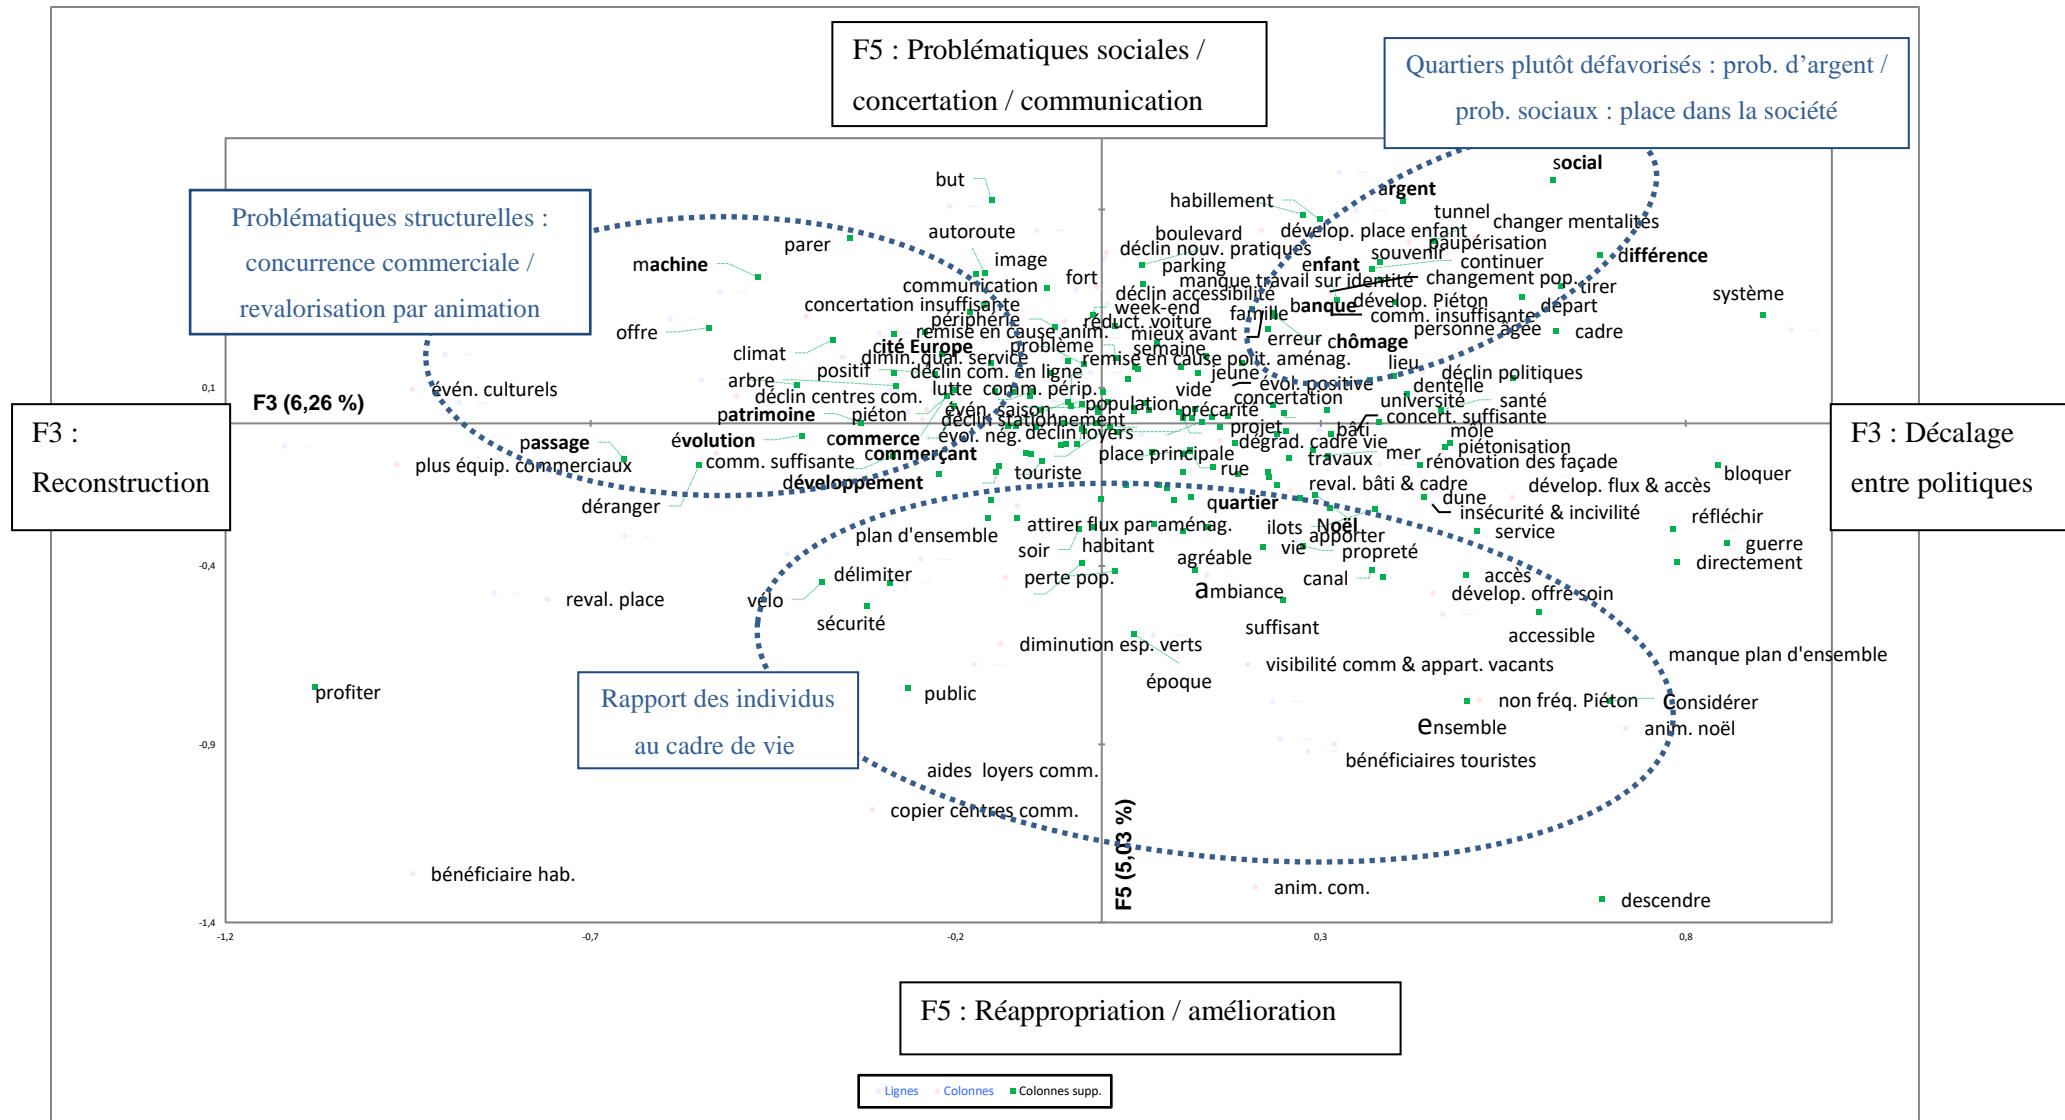 F5 : Problématiques sociales /
concertation / communication
Quartiers plutôt défavorisés : prob. d'argent /
prob. sociaux : place dans la société
Problématiques structurelles :
concurrence commerciale /
revalorisation par animation
F3 :
Reconstruction
F3 : Décalage
entre politiques
Rapport des individus
au cadre de vie
F5 : Réappropriation / amélioration
F3 (6,26 %)
F5 (5,03 %)
0,1
-0,4
-0,9
-1,4
-1,2
-0,7
-0,2
0,3
0,8
social
but
argent
habillement
tunnel
changer mentalités
autoroute
boulevard
dévelop. place enfant
parer
déclin nouv. pratiques
souvenir
paupérisation
différence
machine
image
parking
enfant
continuer
communication
fort
manque travail sur identité
changement pop.
tirer
système
concertation insuffisante
déclin accessibilité
banque
dévelop. Piéton
départ
périphérie
week-end
famille
comm. insuffisante
offre
remise en cause anim.
réduct. voiture
personne âgée
cadre
cité Europe
problème
mieux avant
erreur
chômage
climat
dimin. qual. service
semaine
remise en cause polit. aménag.
lieu
positif
déclin com. en ligne
jeune
évol. positive
déclin politiques
évén. culturels
arbre
déclin centres com.
lutte
comm. périp.
vide
concertation
dentelle
université
santé
patrimoine
piéton
évén. saison
population
précarité
concert. suffisante
déclin stationnement
projet
bâti
môle
passage
évolution
commerce
évol. nég.
déclin loyers
dégrad. cadre vie
piétonisation
plus équip. commerciaux
comm. suffisante
commerçant
place principale
travaux
mer
rénovation des façade
bloquer
déranger
développement
touriste
rue
reval. bâti & cadre
dévelop. flux & accès
quartier
dune
insécurité & incivilité
réfléchir
plan d'ensemble
attirer flux par aménag.
ilots
Noël
apporter
service
soir
habitant
agréable
vie
propreté
guerre
délimiter
perte pop.
canal
accès
directement
vélo
reval. place
ambiance
dévelop. offre soin
sécurité
suffisant
accessible
diminution esp. verts
visibilité comm & appart. vacants
manque plan d'ensemble
profiter
public
époque
non fréq. Piéton
Considérer
ensemble
anim. noël
bénéficiaires touristes
aides loyers comm.
copier centres comm.
bénéficiaire hab.
anim. com.
descendre
Lignes
Colonnes
Colonnes supp.